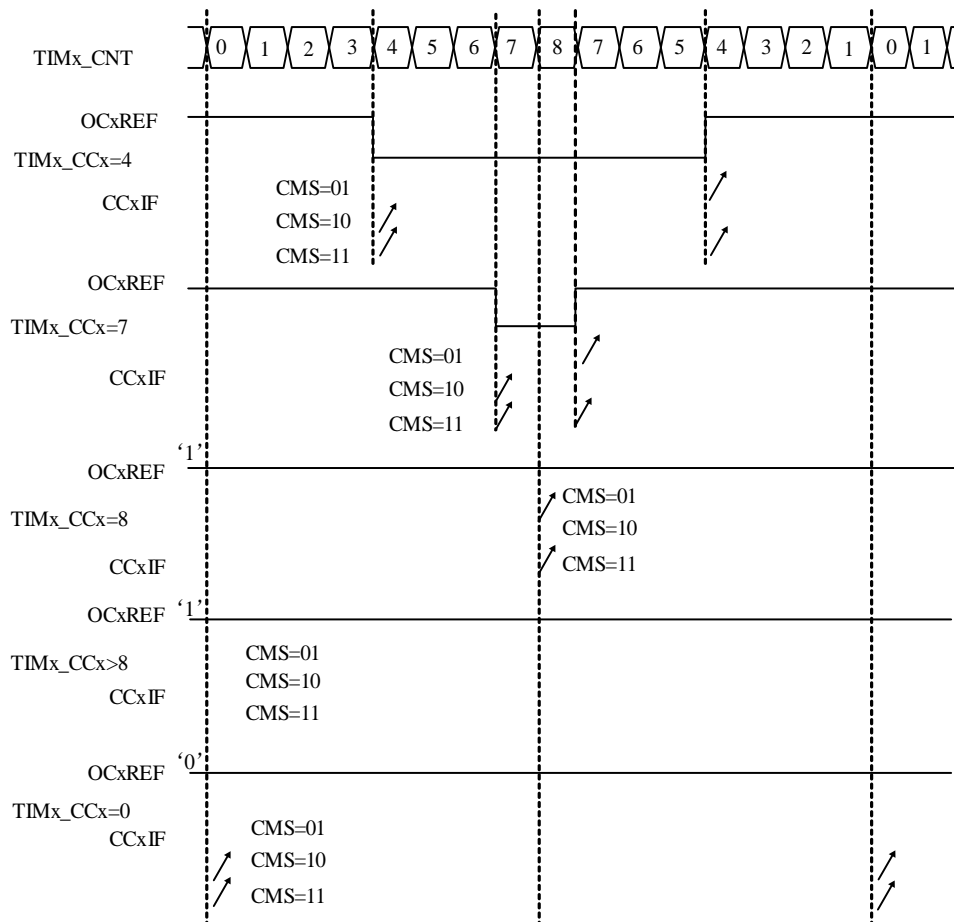 TIMx_CNT 0 1 2 3 4 5 6 7 8 7 6 5 4 3 2 1 0 1
OCxREF
TIMx_CCx=4
CCxIF
CMS=01
CMS=10
CMS=11
OCxREF
TIMx_CCx=7
CCxIF
CMS=01
CMS=10
CMS=11
OCxREF ‘1’
TIMx_CCx=8
CCxIF
CMS=01
CMS=10
CMS=11
OCxREF ‘1’
TIMx_CCx>8
CCxIF
CMS=01
CMS=10
CMS=11
OCxREF ‘0’
TIMx_CCx=0
CCxIF
CMS=01
CMS=10
CMS=11